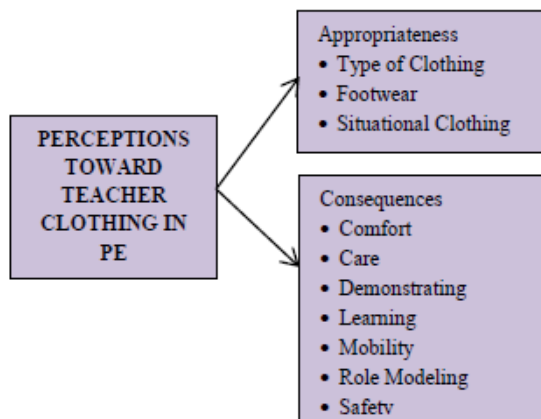 PERCEPTIONS
TOWARD
TEACHER
CLOTHING IN
PE
Appropriateness
• Type of Clothing
• Footwear
• Situational Clothing
Consequences
• Comfort
• Care
• Demonstrating
• Learning
• Mobility
• Role Modeling
• Safety